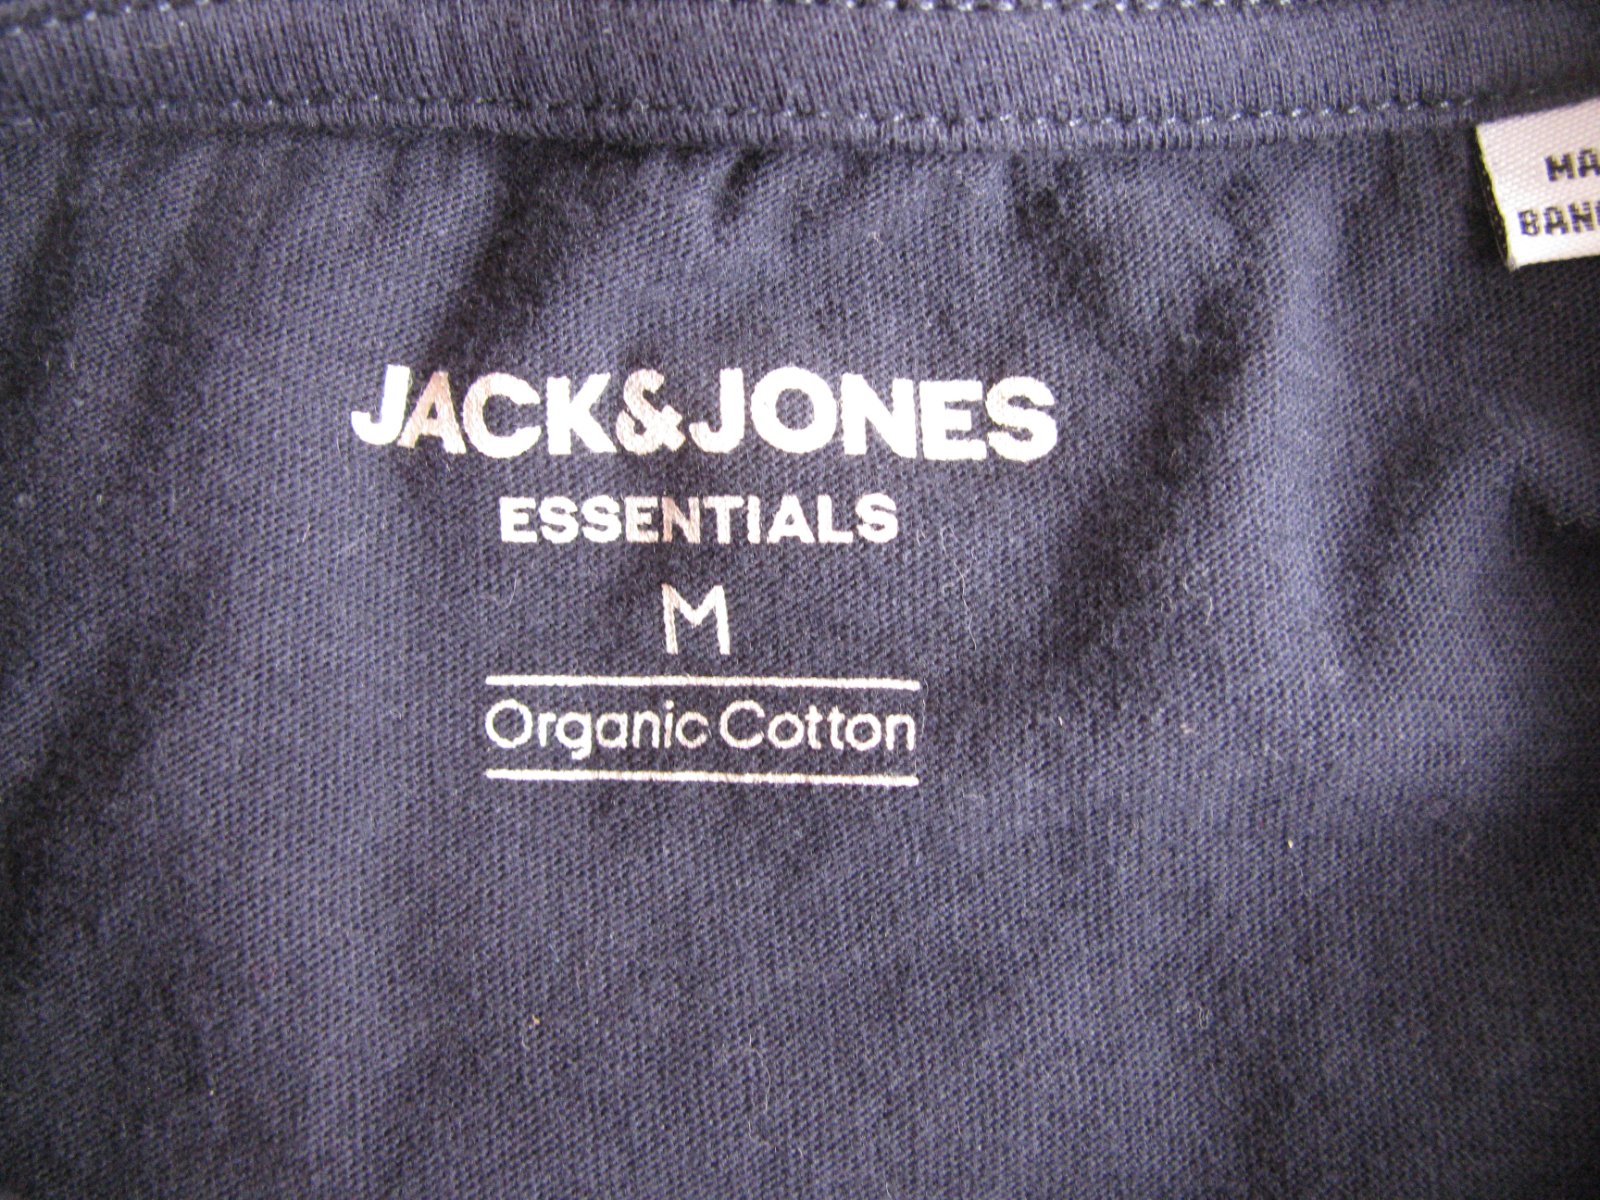 JACK&JONES
ESSENTIALS
M
Organic Cotton